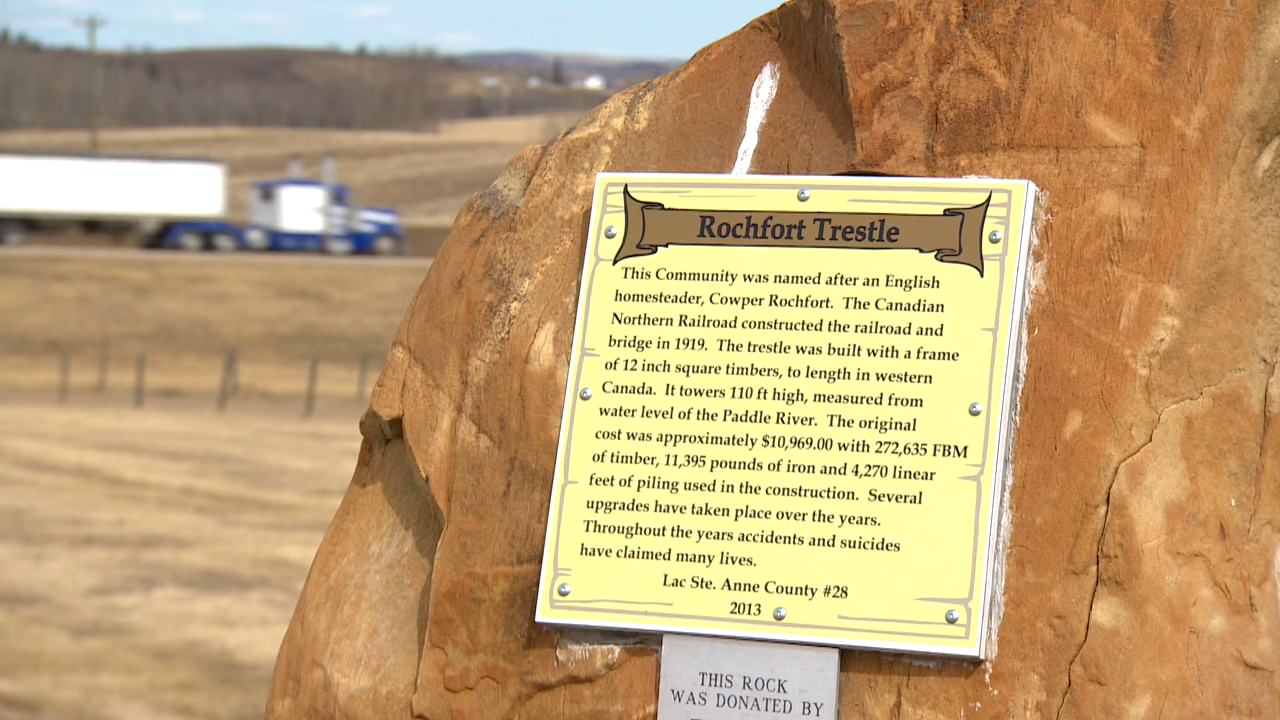 Rochfort Trestle
This Community was named after an English
homesteader, Cowper Rochfort. The Canadian
Northern Railroad constructed the railroad and
bridge in 1919. The trestle was built with a frame
of 12 inch square timbers, to length in western
Canada. It towers 110 ft high, measured from
water level of the Paddle River. The original
cost was approximately $10,969.00 with 272,635 FBM
of timber, 11,395 pounds of iron and 4,270 linear
feet of piling used in the construction. Several
upgrades have taken place over the years.
Throughout the years accidents and suicides
have claimed many lives.
Lac Ste. Anne County #28
2013
THIS ROCK
WAS DONATED BY